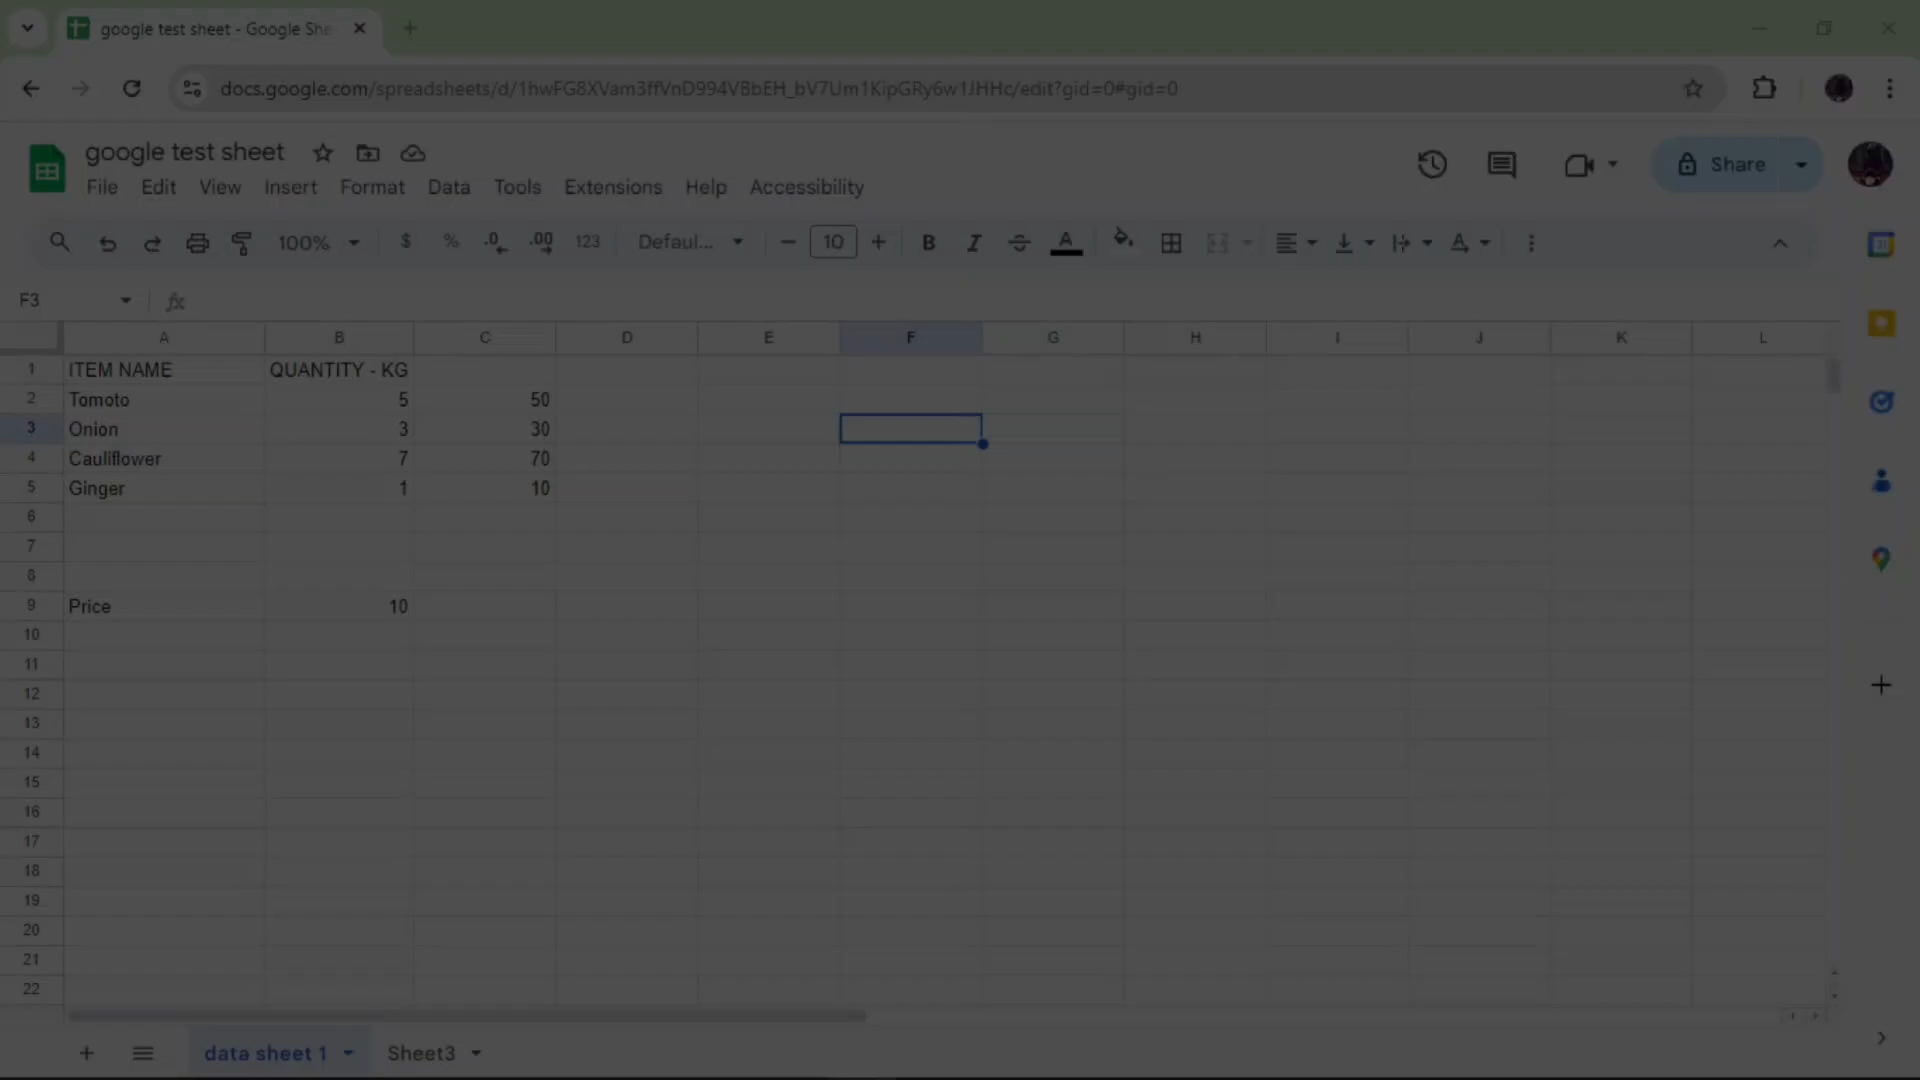 google test sheet - Google She
docs.google.com/spreadsheets/d/1hwFG8XVam3ffVnD994VBbEH_bV7Um1KipGRy6w1JHHc/edit?gid=0#gid=0
google test sheet
File Edit View Insert Format Data Tools Extensions Help Accessibility
Share
100% $ % .0 .00 123 Defaul... 10 B I A A
F3 fx
A B C D E F G H I J K L
1 ITEM NAME QUANTITY - KG
2 Tomoto 5 50
3 Onion 3 30
4 Cauliflower 7 70
5 Ginger 1 10
6
7
8
9 Price 10
10
11
12
13
14
15
16
17
18
19
20
21
22
data sheet 1 Sheet3